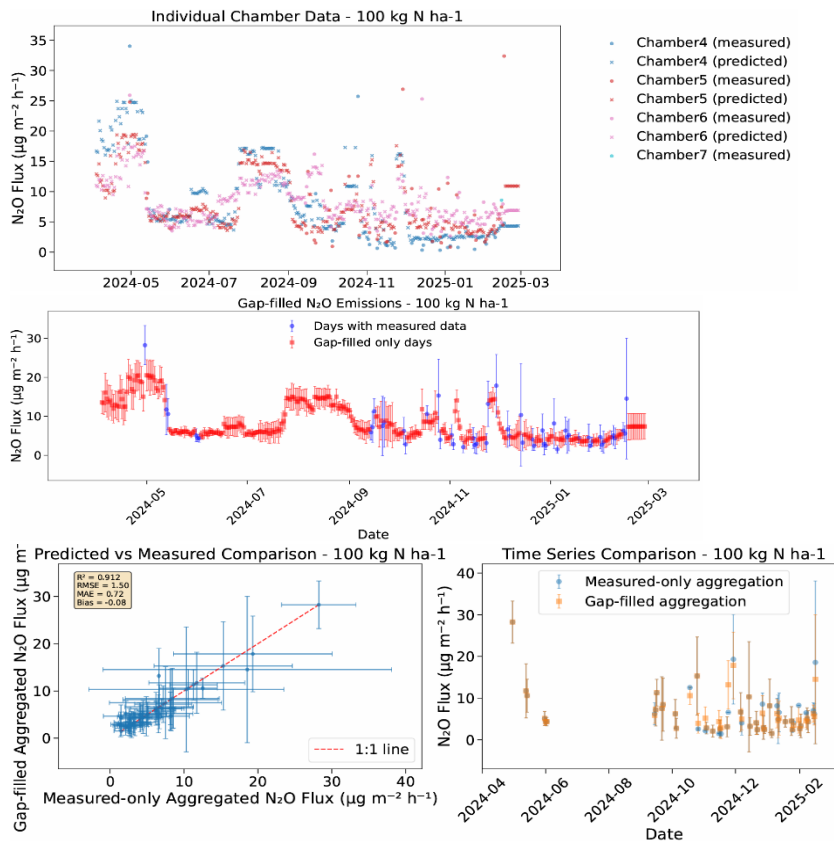 Individual Chamber Data - 100 kg N ha-1
N₂O Flux (μg m⁻² h⁻¹)
35
30
25
20
15
10
5
0
2024-05
2024-07
2024-09
2024-11
2025-01
2025-03
Chamber4 (measured)
Chamber4 (predicted)
Chamber5 (measured)
Chamber5 (predicted)
Chamber6 (measured)
Chamber6 (predicted)
Chamber7 (measured)
Gap-filled N₂O Emissions - 100 kg N ha-1
N₂O Flux (μg m⁻² h⁻¹)
30
20
10
0
Days with measured data
Gap-filled only days
2024-05
2024-07
2024-09
2024-11
2025-01
2025-03
Date
Predicted vs Measured Comparison - 100 kg N ha-1
Gap-filled Aggregated N₂O Flux (μg m⁻
R² = 0.912
RMSE = 1.50
MAE = 0.72
Bias = -0.08
30
20
10
0
1:1 line
0
10
20
30
40
Measured-only Aggregated N₂O Flux (μg m⁻² h⁻¹)
Time Series Comparison - 100 kg N ha-1
N₂O Flux (μg m⁻² h⁻¹)
40
30
20
10
0
Measured-only aggregation
Gap-filled aggregation
2024-04
2024-06
2024-08
2024-10
2024-12
2025-02
Date